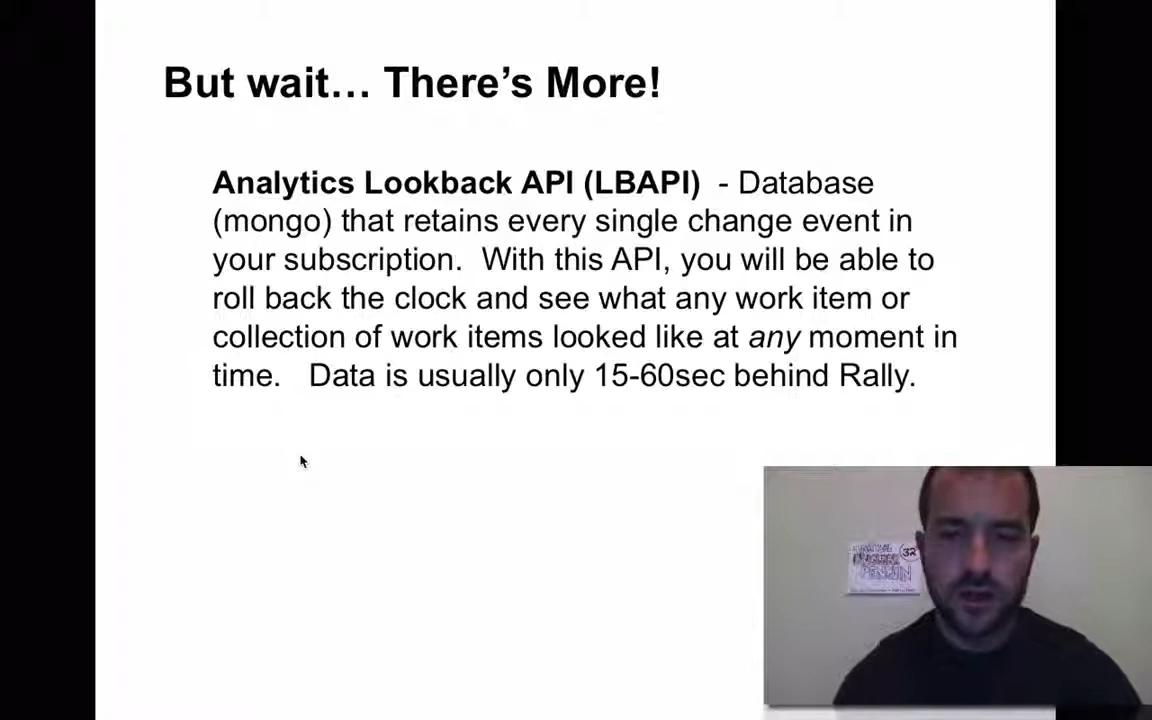 But wait… There's More!
Analytics Lookback API (LBAPI)  - Database
(mongo) that retains every single change event in
your subscription.  With this API, you will be able to
roll back the clock and see what any work item or
collection of work items looked like at any moment in
time.   Data is usually only 15-60sec behind Rally.
32